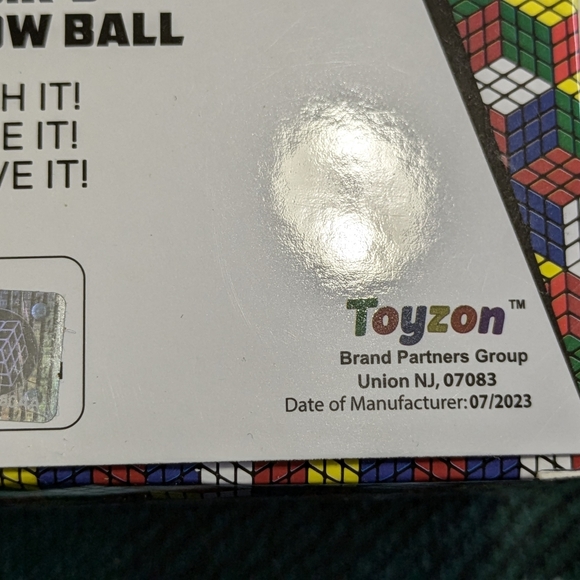 OW BALL
H IT!
E IT!
VE IT!
Toyzon™
Brand Partners Group
Union NJ, 07083
Date of Manufacturer: 07/2023